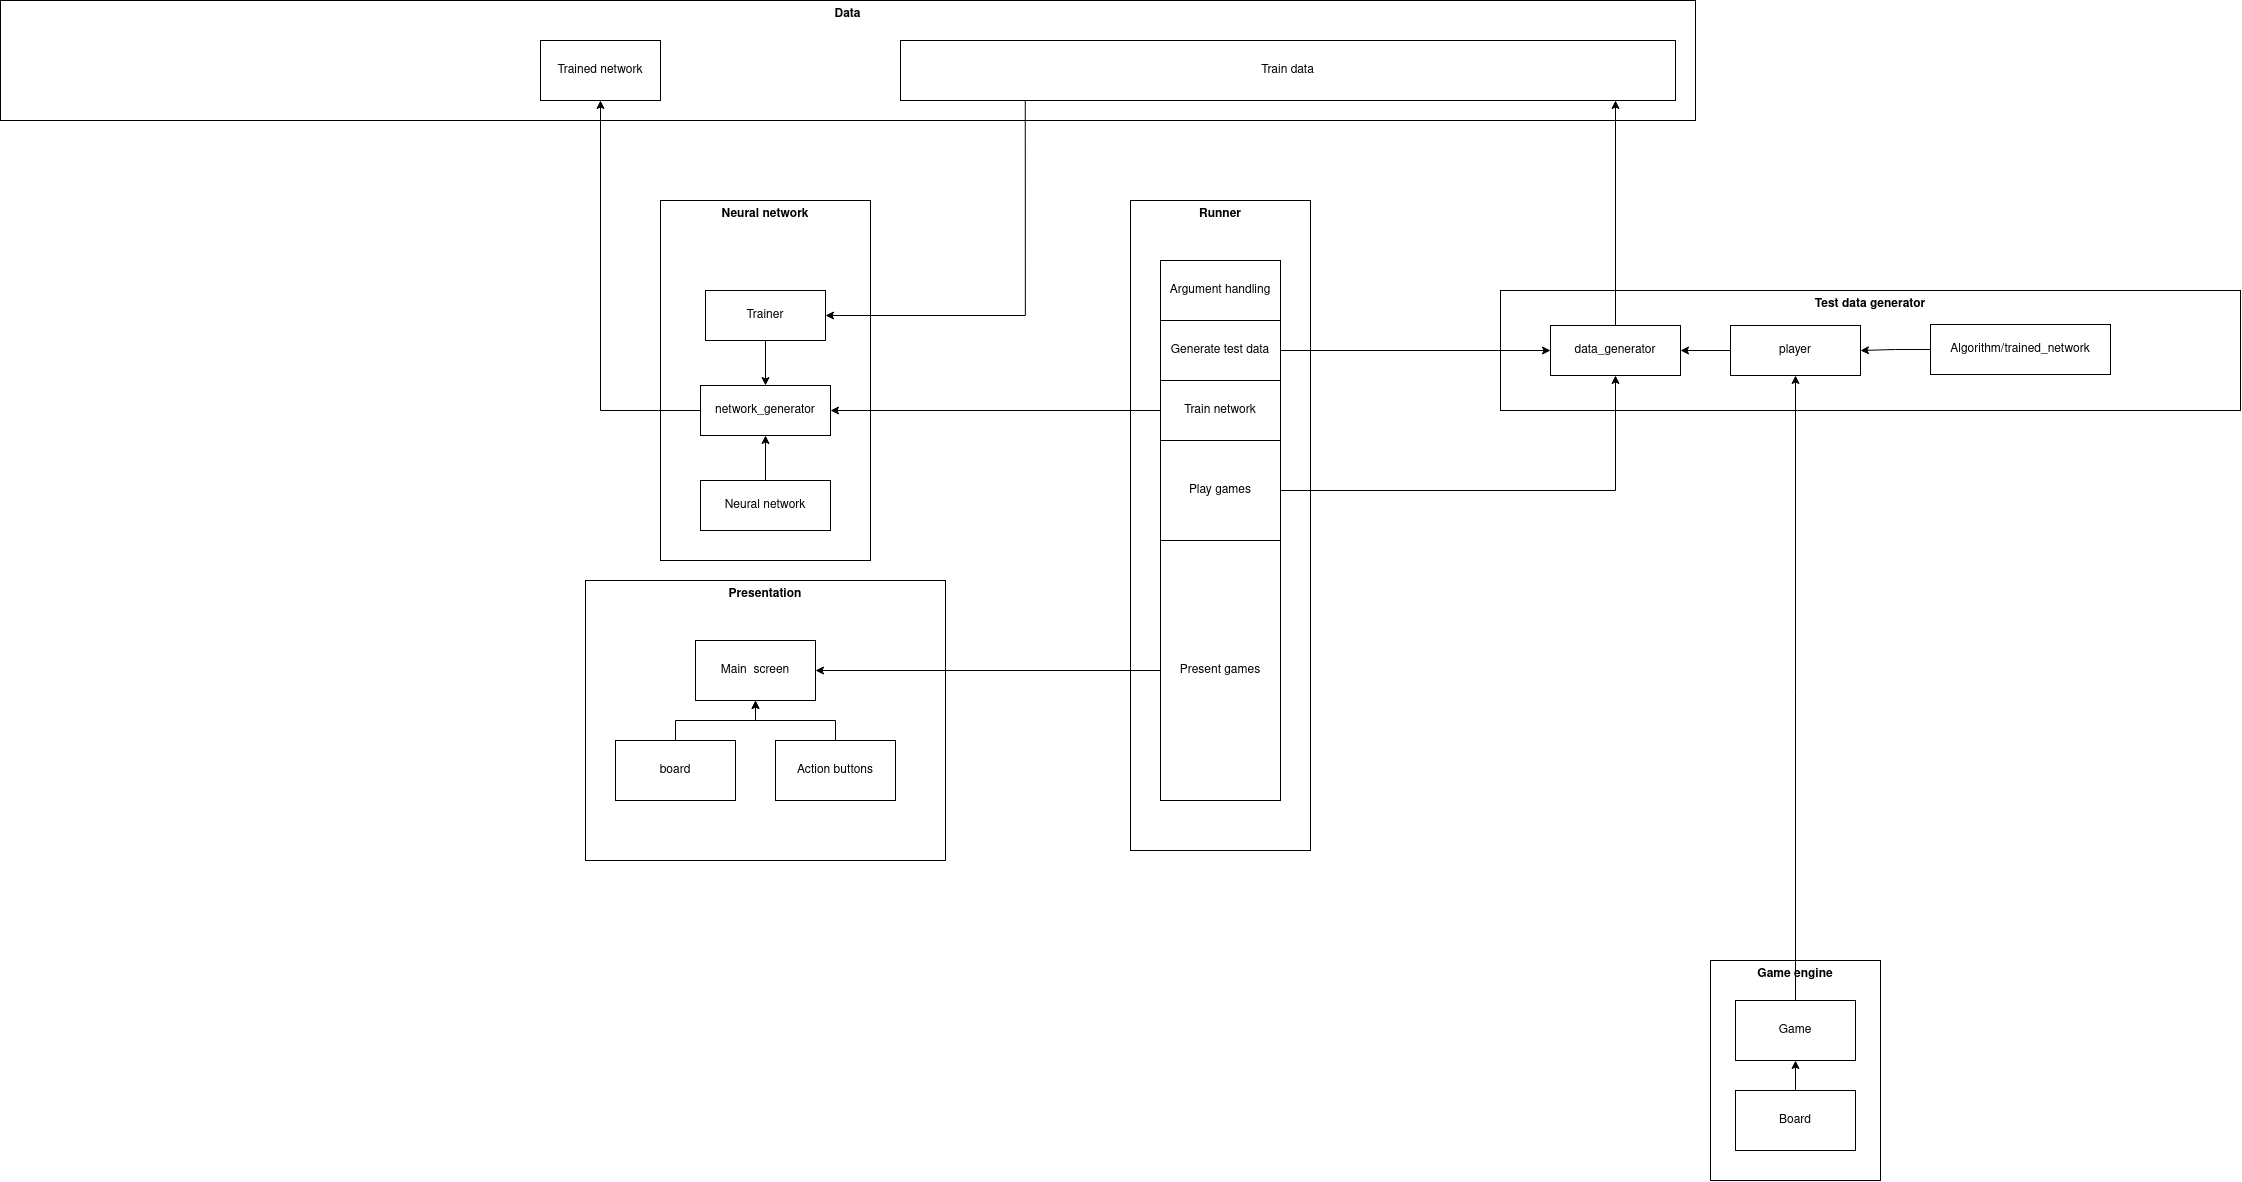 Data
Trained network
Train data
Neural network
Trainer
network_generator
Neural network
Runner
Argument handling
Generate test data
Train network
Play games
Present games
Test data generator
data_generator
player
Algorithm/trained_network
Presentation
Main  screen
board
Action buttons
Game engine
Game
Board